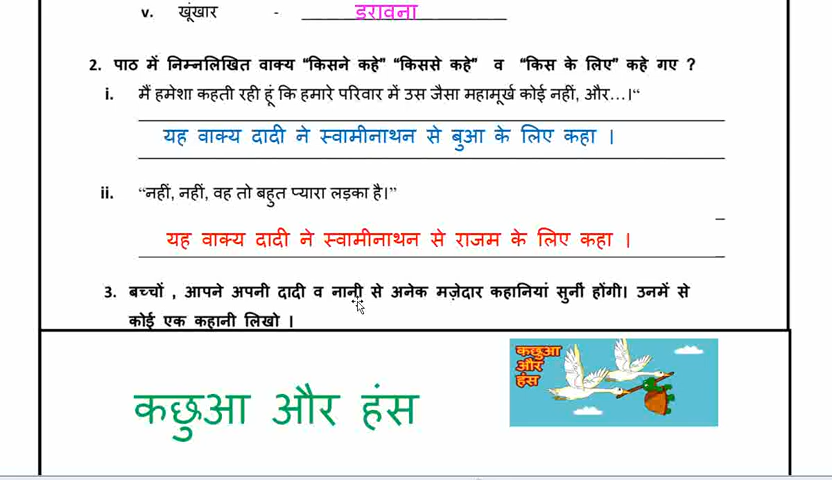 v. खूंखार - डरावना
2. पाठ में निम्नलिखित वाक्य “किसने कहे” “किससे कहे” व “किस के लिए” कहे गए ?
i. मैं हमेशा कहती रही हूं कि हमारे परिवार में उस जैसा महामूर्ख कोई नहीं, और…।“
यह वाक्य दादी ने स्वामीनाथन से बुआ के लिए कहा |
ii. “नहीं, नहीं, वह तो बहुत प्यारा लड़का है।”
यह वाक्य दादी ने स्वामीनाथन से राजम के लिए कहा |
3. बच्चों , आपने अपनी दादी व नानी से अनेक मज़ेदार कहानियां सुनीं होंगी। उनमें से
कोई एक कहानी लिखो |
कछुआ
और
हंस
कछुआ और हंस